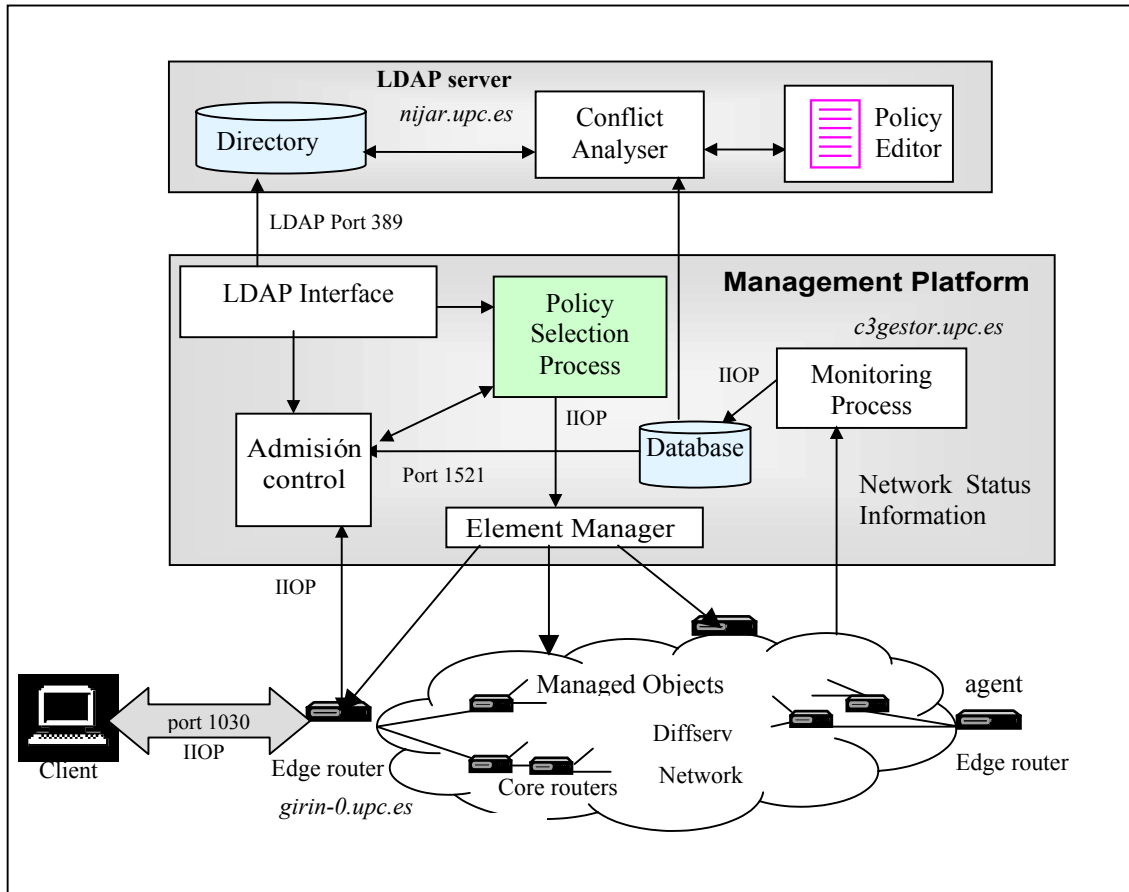 LDAP server
nijar.upc.es
Directory
Conflict
Analyser
Policy
Editor
LDAP Port 389
LDAP Interface
Policy
Selection
Process
Management Platform
c3gestor.upc.es
IIOP
Monitoring
Process
IIOP
Admisión
control
Database
Port 1521
Network Status
Information
Element Manager
IIOP
Managed Objects
agent
port 1030
IIOP
Diffserv
Client
Edge router
Core routers
Network
Edge router
girin-0.upc.es